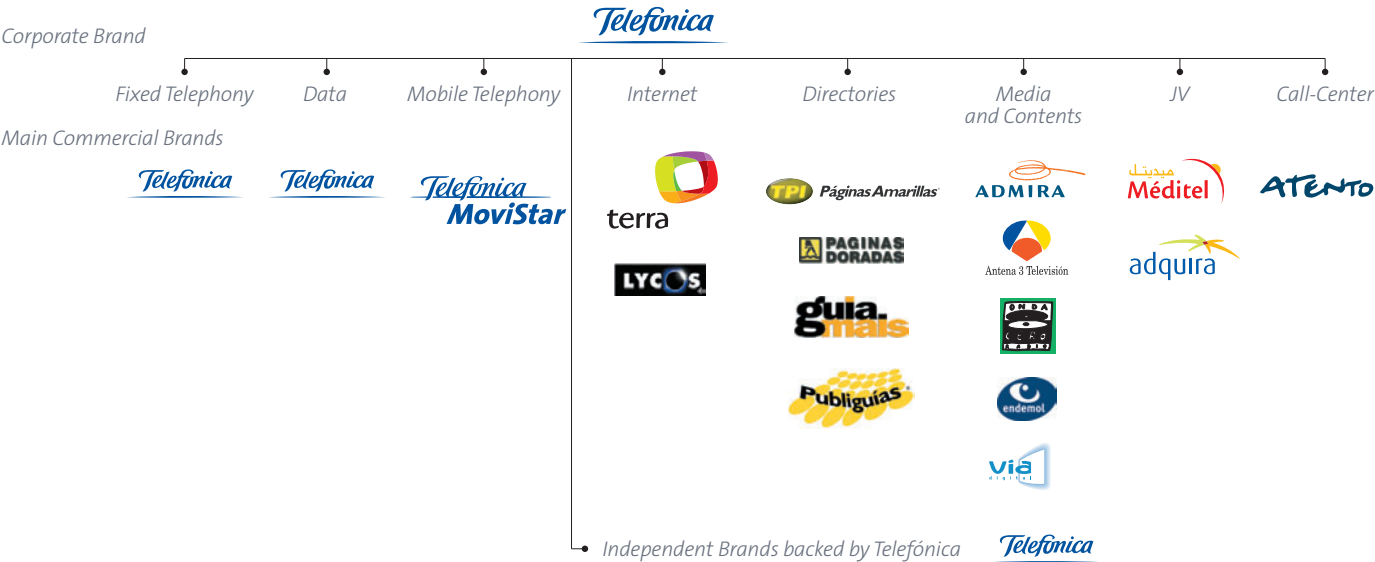 Telefónica
Corporate Brand
Fixed Telephony
Data
Mobile Telephony
Internet
Directories
Media
and Contents
JV
Call-Center
Main Commercial Brands
Telefónica
Telefónica
Telefónica
MoviStar
terra
LYCOS
TPI Páginas Amarillas
PAGINAS
DORADAS
guia
mais
Publiguías
ADMIRA
Antena 3 Televisión
ONDA
CERO
RADIO
endemol
vía
digital
ميديتل
Méditel
adquira
ATENTO
Independent Brands backed by Telefónica
Telefónica